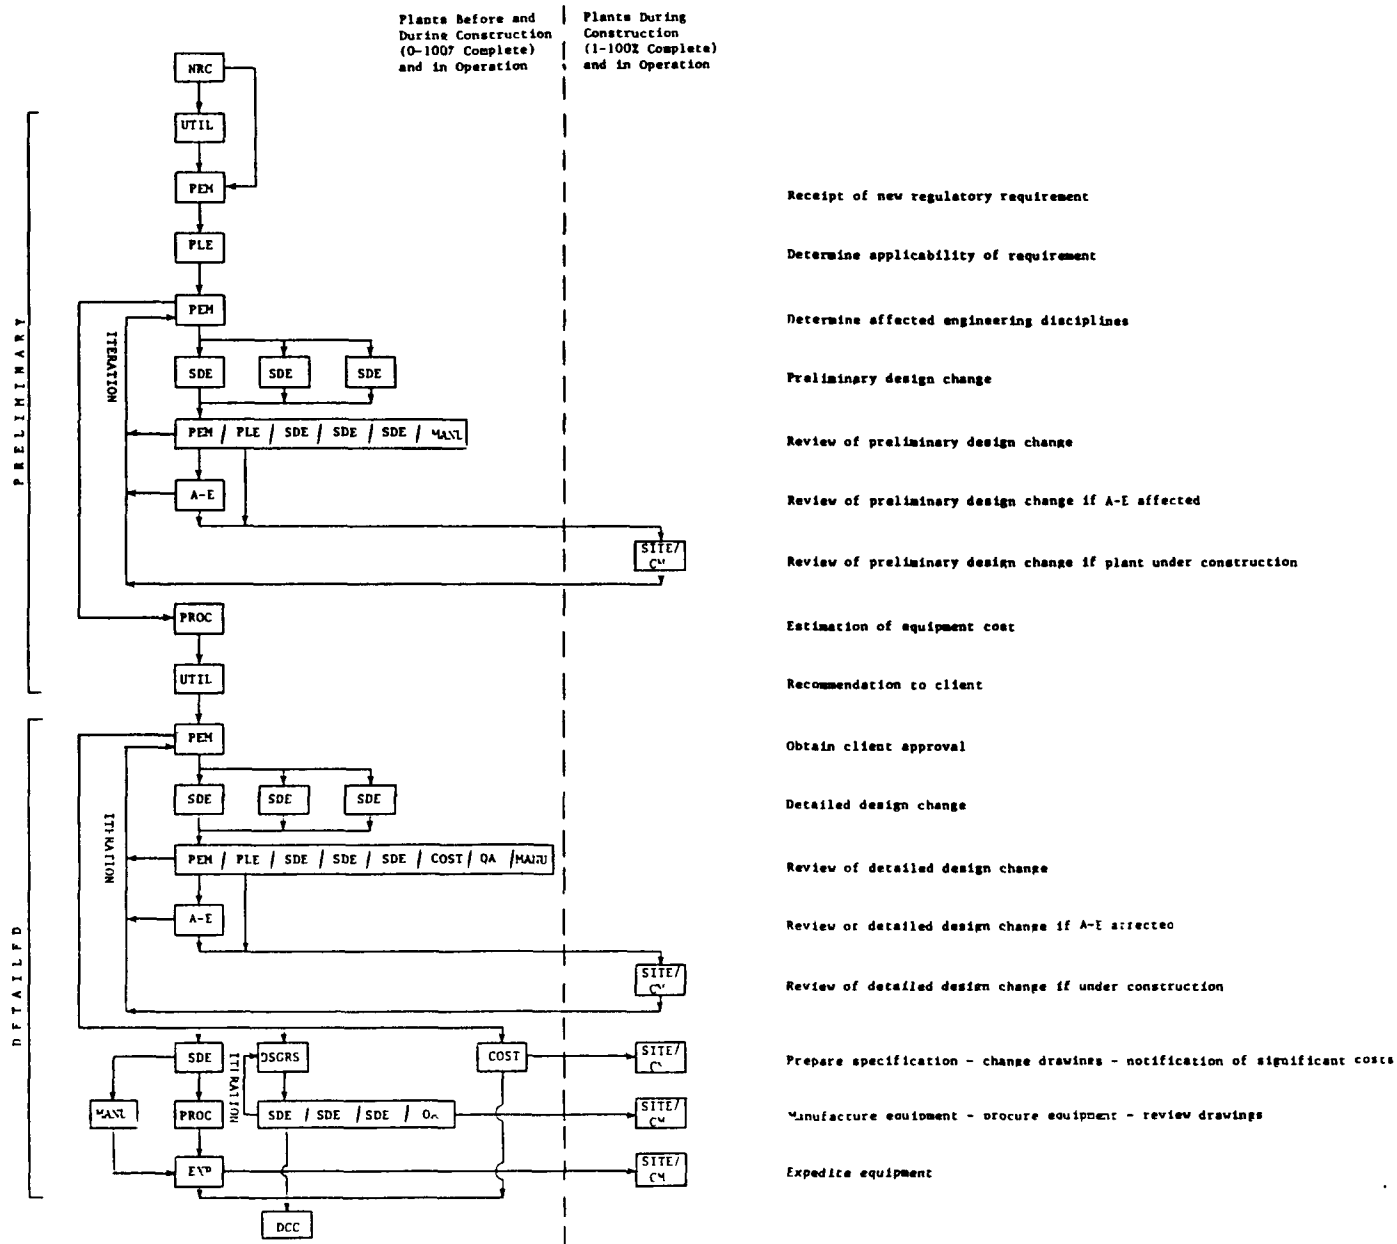 Plants Before and
During Construction
(0-100? Complete)
and in Operation
Plants During
Construction
(1-100% Complete)
and in Operation
NRC
UTIL
PEM
Receipt of new regulatory requirement
PLE
Determine applicability of requirement
PEM
Determine affected engineering disciplines
PRELIMINARY
ITERATION
SDE SDE SDE
Preliminary design change
PEM / PLE / SDE / SDE / SDE /
Review of preliminary design change
A-E
Review of preliminary design change if A-E affected
SITE/
Review of preliminary design change if plant under construction
PROC
Estimation of equipment cost
UTIL
Recommendation to client
PEM
Obtain client approval
SDE SDE SDE
Detailed design change
PEM / PLE / SDE / SDE / SDE / COST / QA /
Review of detailed design change
A-E
Review of detailed design change if A-E
SITE/
Review of detailed design change if under construction
SDE DSGRS COST SITE/
Prepare specification - change drawings - notification of significant costs
PROC SDE / SDE / SDE / SITE/
Manufacture equipment - procure equipment - review drawings
EXP SITE/
CM
Expedite equipment
DCC